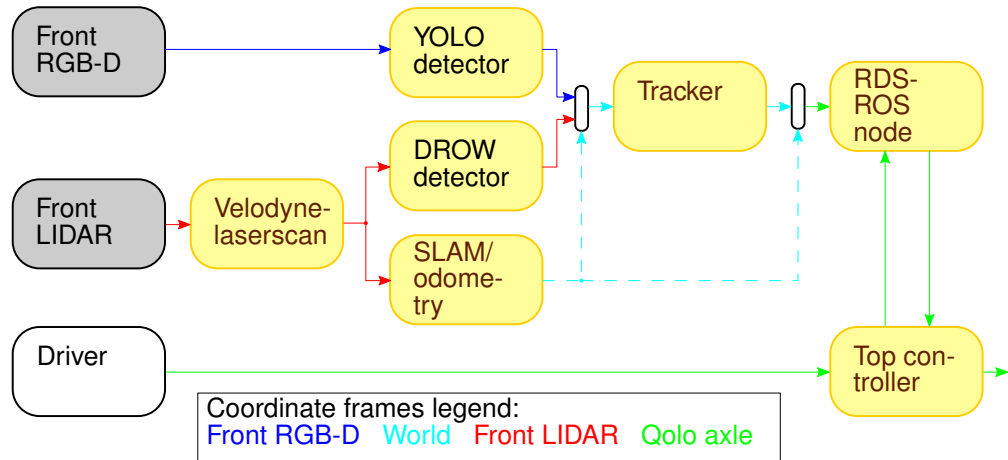 Front
RGB-D
YOLO
detector
Tracker
RDS-
ROS
node
DROW
detector
Front
LIDAR
Velodyne-
laserscan
SLAM/
odome-
try
Driver
Top con-
troller
Coordinate frames legend:
Front RGB-D World Front LIDAR Qolo axle